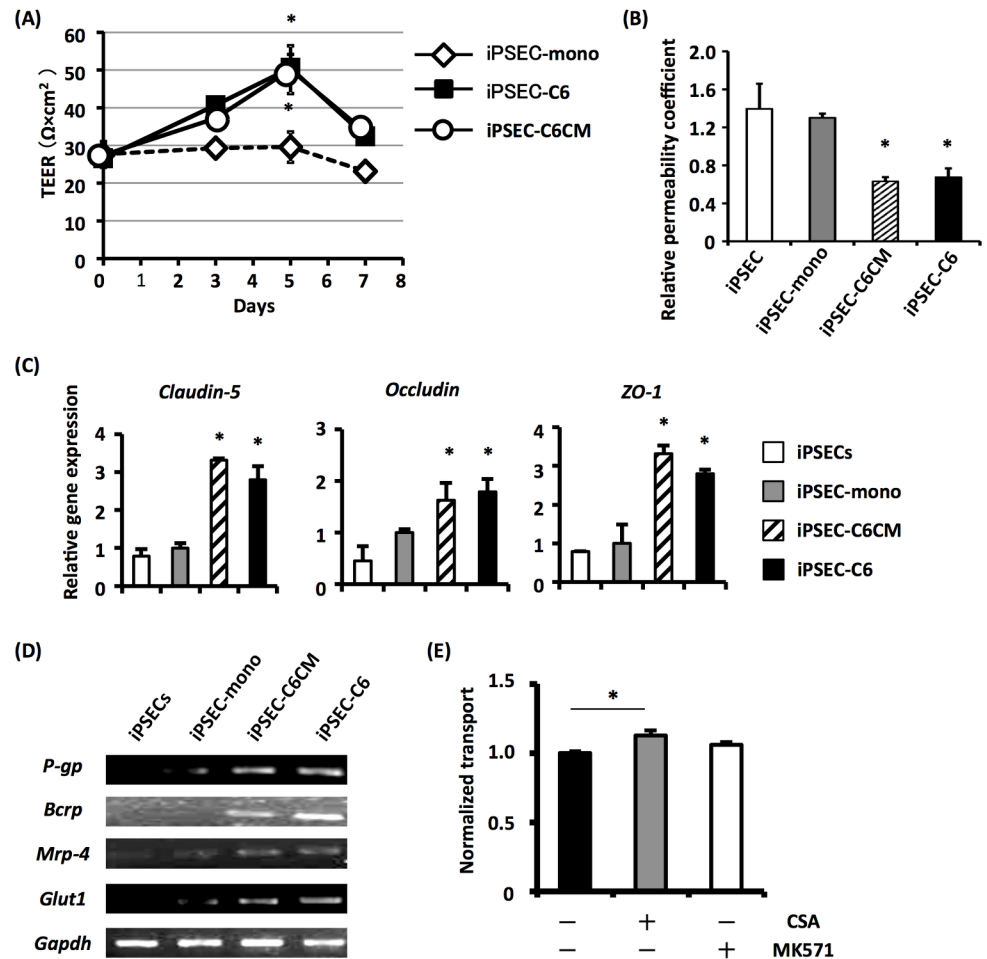 (A)
*
60
50
40
30
20
10
0
TEER (Ω×cm²)
*
0 1 2 3 4 5 6 7 8
Days
iPSEC-mono
iPSEC-C6
iPSEC-C6CM
(B)
2.0
1.6
1.2
0.8
0.4
0
Relative permeability coefficient
* *
iPSEC
iPSEC-mono
iPSEC-C6CM
iPSEC-C6
(C)
Relative gene expression
Claudin-5
4
3
2
1
0
* *
Occludin
3
2
1
0
* *
ZO-1
4
3
2
1
0
* *
iPSECs
iPSEC-mono
iPSEC-C6CM
iPSEC-C6
(D)
iPSECs
iPSEC-mono
iPSEC-C6CM
iPSEC-C6
P-gp
Bcrp
Mrp-4
Glut1
Gapdh
(E)
Normalized transport
1.5
1.0
0.5
0
*
− + − CSA
− − + MK571